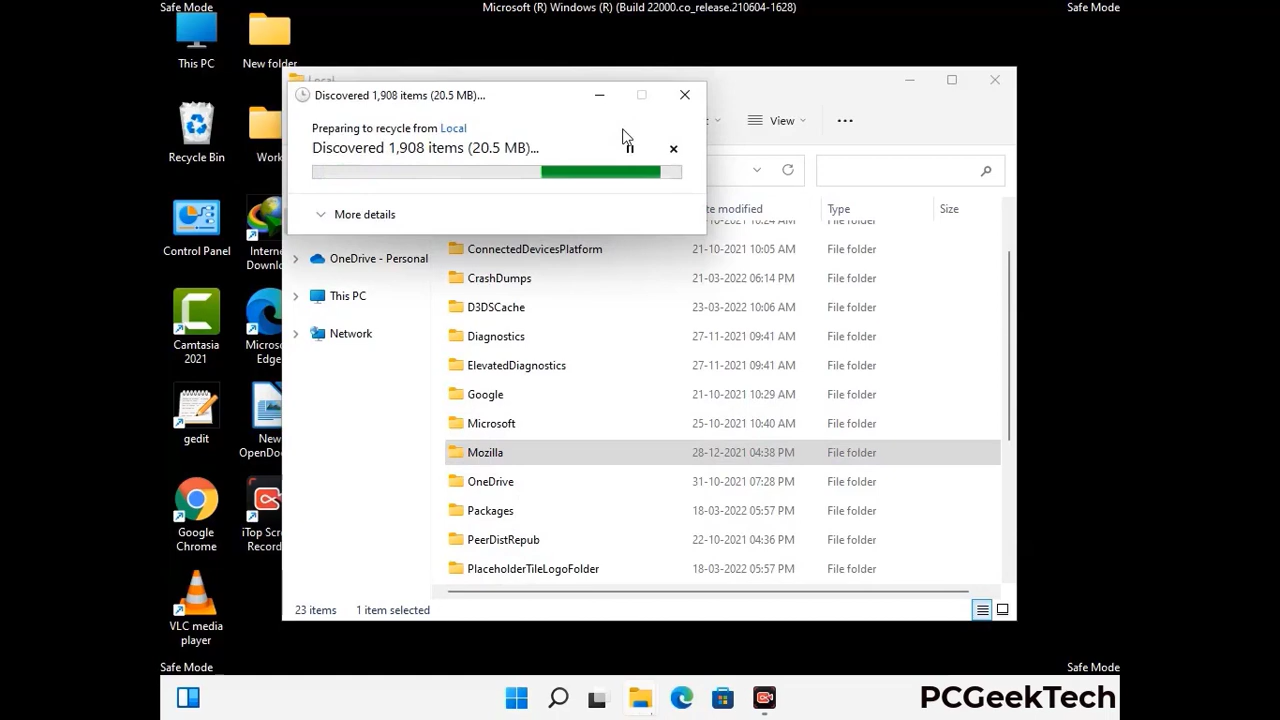 Safe Mode
Microsoft (R) Windows (R) (Build 22000.co_release.210604-1628)
Safe Mode
This PC
New folder
Recycle Bin
Work
Control Panel
Intern
Downl
Camtasia
2021
Micros
Edge
gedit
New
OpenDo
Google
Chrome
iTop Scr
Record
VLC media
player
Local
View
Discovered 1,908 items (20.5 MB)...
Preparing to recycle from Local
Discovered 1,908 items (20.5 MB)...
More details
OneDrive - Personal
This PC
Network
te modified
Type
Size
File folder
ConnectedDevicesPlatform 21-10-2021 10:05 AM File folder
CrashDumps 21-03-2022 06:14 PM File folder
D3DSCache 23-03-2022 10:06 AM File folder
Diagnostics 27-11-2021 09:41 AM File folder
ElevatedDiagnostics 27-11-2021 09:41 AM File folder
Google 21-10-2021 10:29 AM File folder
Microsoft 25-10-2021 10:40 AM File folder
Mozilla 28-12-2021 04:38 PM File folder
OneDrive 31-10-2021 07:28 PM File folder
Packages 18-03-2022 05:57 PM File folder
PeerDistRepub 22-10-2021 04:36 PM File folder
PlaceholderTileLogoFolder 18-03-2022 05:57 PM File folder
23 items
1 item selected
Safe Mode
Safe Mode
PCGeekTech